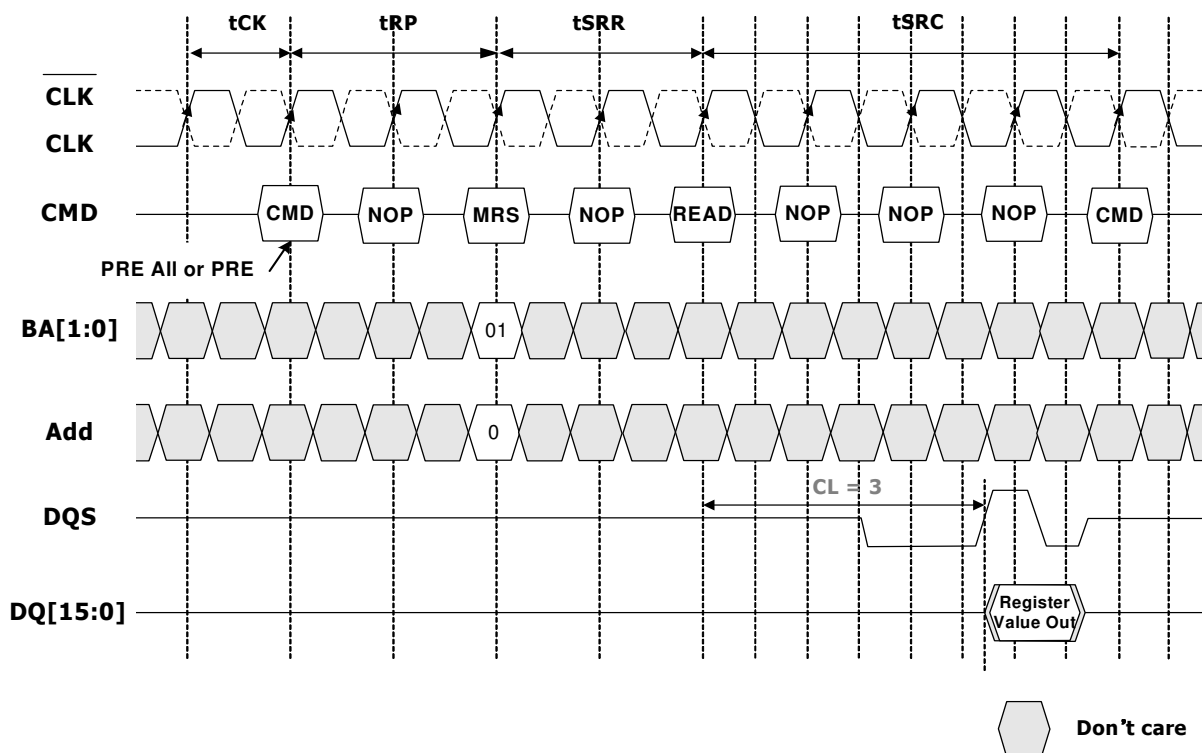 tCK tRP tSRR tSRC
CLK
CLK
CMD CMD NOP MRS NOP READ NOP NOP NOP CMD
PRE All or PRE
BA[1:0] 01
Add 0
CL = 3
DQS
DQ[15:0] Register
Value Out
Don't care